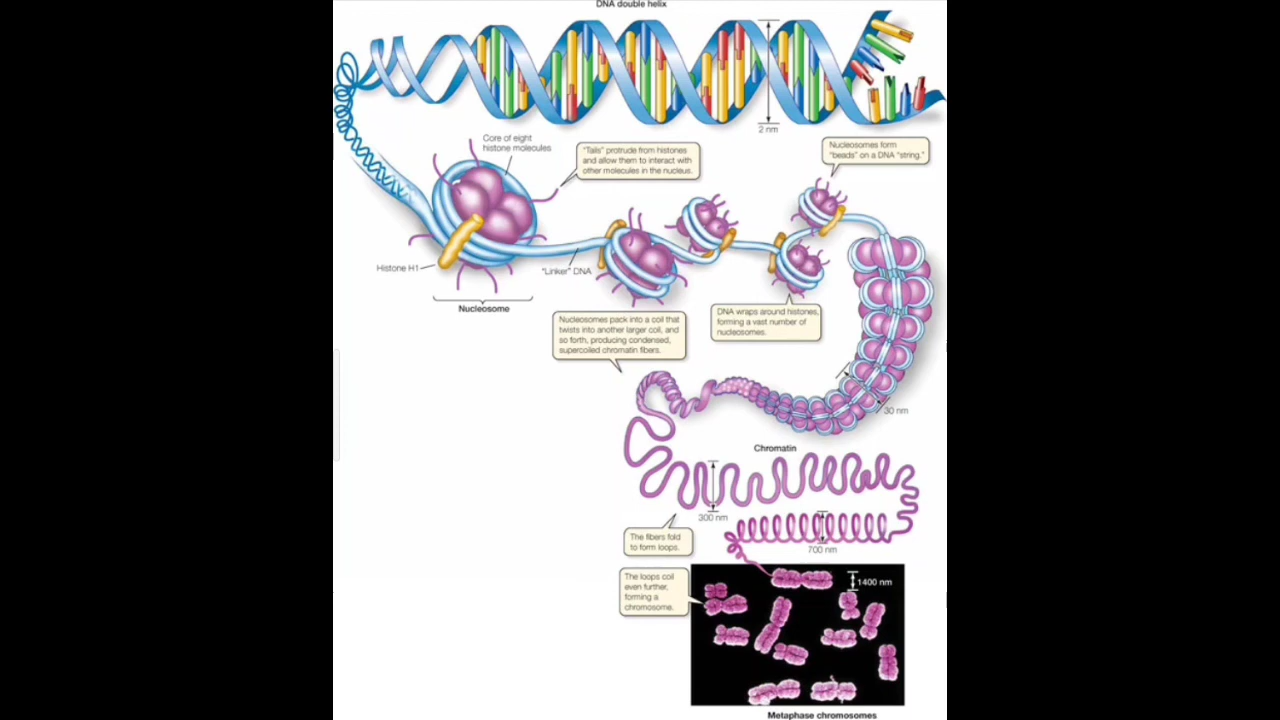 DNA double helix
2 nm
Core of eight
histone molecules
"Tails" protrude from histones
and allow them to interact with
other molecules in the nucleus.
Nucleosomes form
"beads" on a DNA "string."
Histone H1
"Linker" DNA
Nucleosome
Nucleosomes pack into a coil that
twists into another larger coil, and
so forth, producing condensed,
supercoiled chromatin fibers.
DNA wraps around histones,
forming a vast number of
nucleosomes.
30 nm
Chromatin
300 nm
The fibers fold
to form loops.
700 nm
The loops coil
even further,
forming a
chromosome.
1400 nm
Metaphase chromosomes